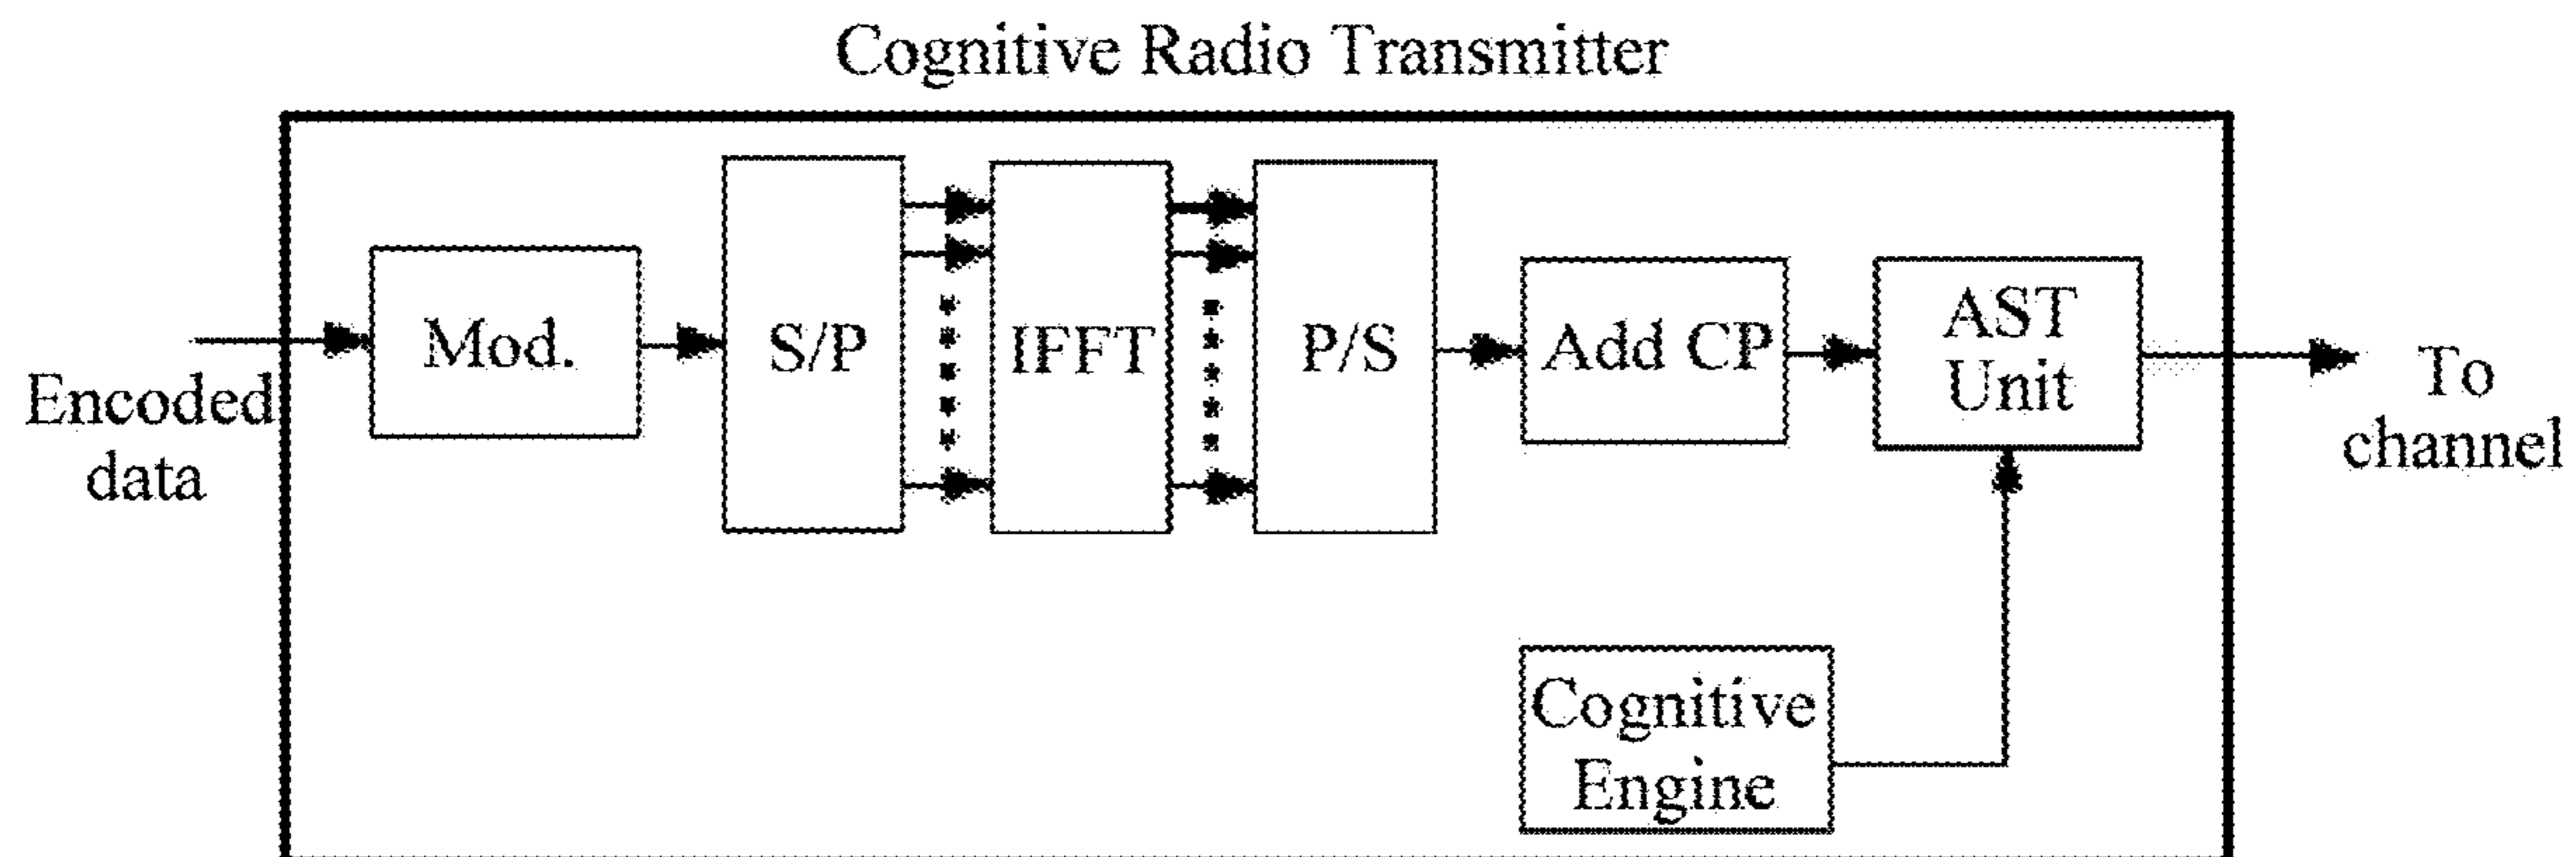 Cognitive Radio Transmitter
Encoded
data
Mod.
S/P
IFFT
P/S
Add CP
AST
Unit
To
channel
Cognitive
Engine